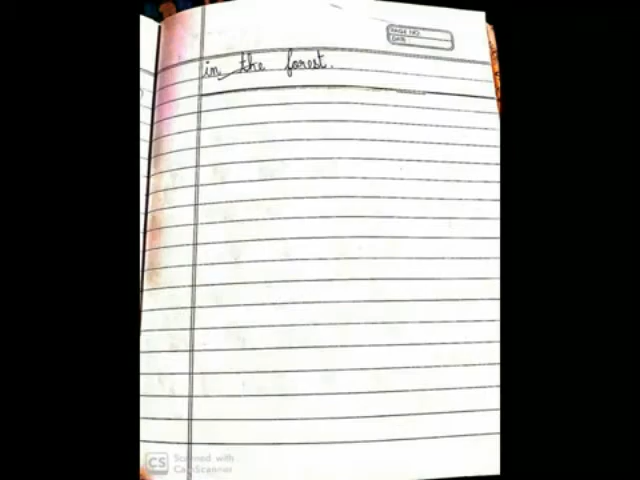 PAGE NO.
DATE
in the forest.
CS
Scanned with
CamScanner